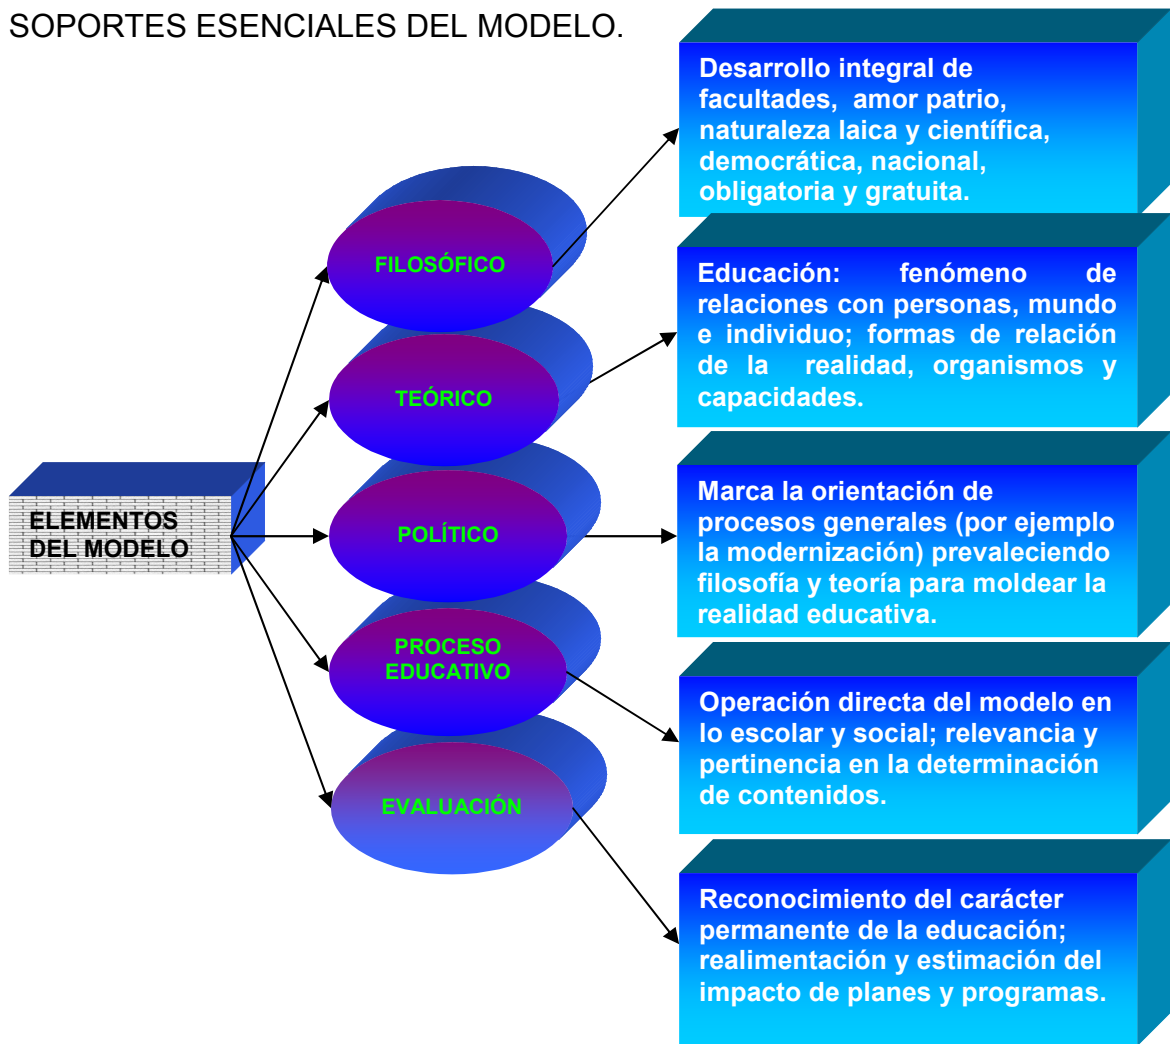 SOPORTES ESENCIALES DEL MODELO.
ELEMENTOS
DEL MODELO
FILOSÓFICO
Desarrollo integral de
facultades, amor patrio,
naturaleza laica y científica,
democrática, nacional,
obligatoria y gratuita.
TEÓRICO
Educación: fenómeno de
relaciones con personas, mundo
e individuo; formas de relación
de la realidad, organismos y
capacidades.
POLÍTICO
Marca la orientación de
procesos generales (por ejemplo
la modernización) prevaleciendo
filosofía y teoría para moldear la
realidad educativa.
PROCESO
EDUCATIVO
Operación directa del modelo en
lo escolar y social; relevancia y
pertinencia en la determinación
de contenidos.
EVALUACIÓN
Reconocimiento del carácter
permanente de la educación;
realimentación y estimación del
impacto de planes y programas.